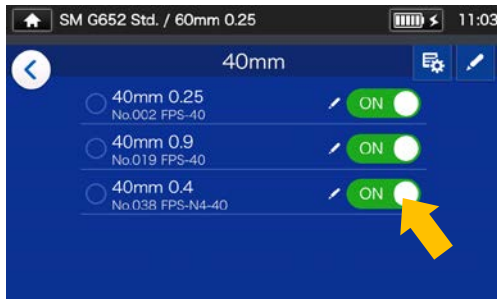 SM G652 Std. / 60mm 0.25 11:03
40mm
40mm 0.25 ON
No.002 FPS-40
40mm 0.9 ON
No.019 FPS-40
40mm 0.4 ON
No.038 FPS-N4-40